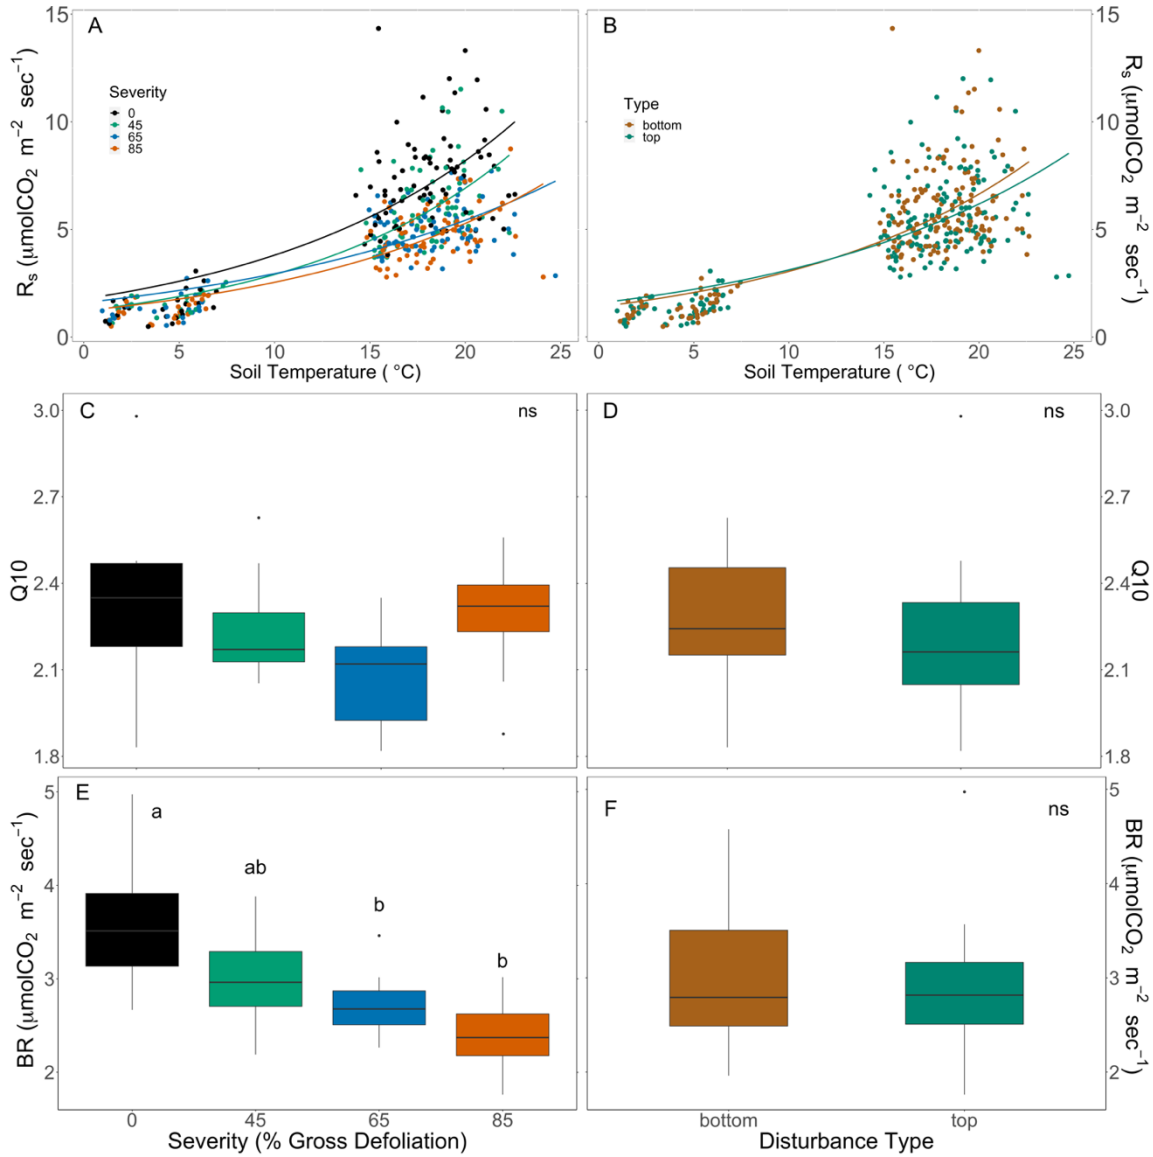 A
B
15
10
5
0
Rs (μmolCO2 m−2 sec−1)
Severity
0
45
65
85
0 5 10 15 20 25
Soil Temperature ( °C)
Type
bottom
top
15
10
5
0
Rs (μmolCO2 m−2 sec−1)
0 5 10 15 20 25
Soil Temperature ( °C)
C
ns
3.0
2.7
2.4
2.1
1.8
Q10
D
ns
3.0
2.7
2.4
2.1
1.8
Q10
E
5
4
3
2
BR (μmolCO2 m−2 sec−1)
a
ab
b
b
0 45 65 85
Severity (% Gross Defoliation)
F
ns
5
4
3
2
BR (μmolCO2 m−2 sec−1)
bottom top
Disturbance Type